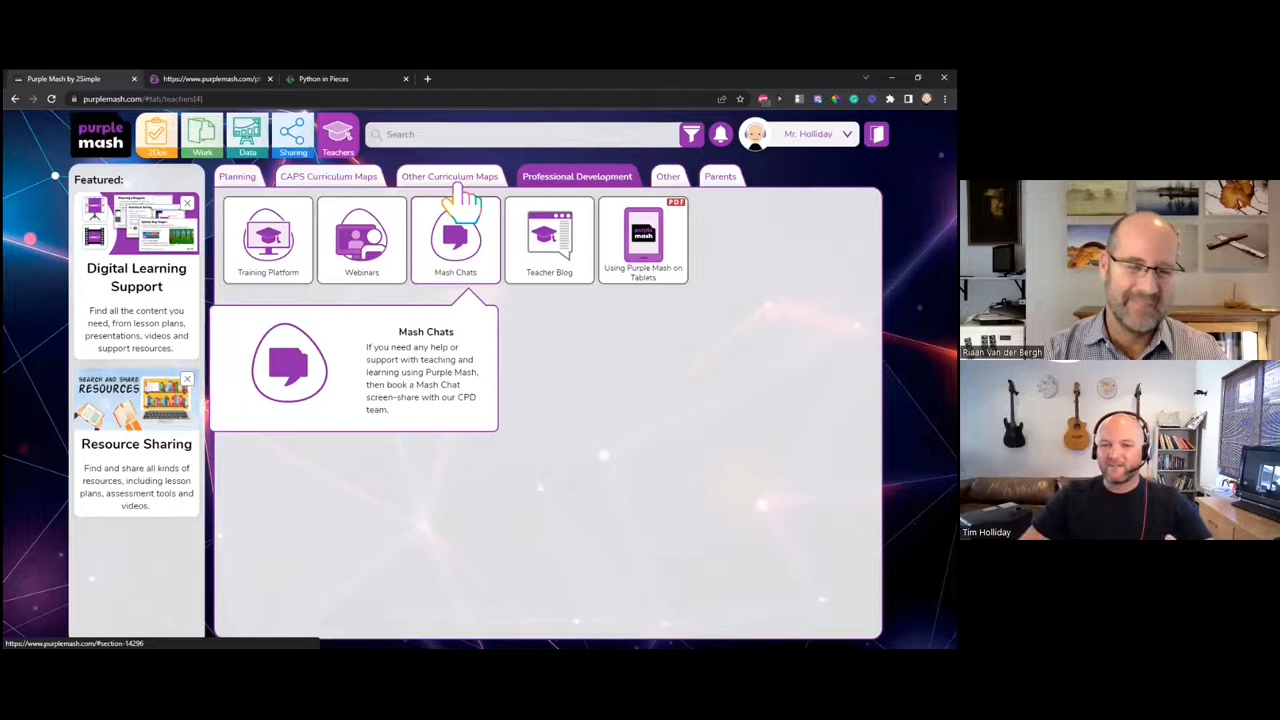 Purple Mash by 2Simple
https://www.purplemash.com/pl
Python in Pieces
purplemash.com/#tab/teachers[4]
purple
mash
2Dos
Work
Data
Sharing
Teachers
Search
Mr. Holliday
Featured:
Digital Learning
Support
Find all the content you
need, from lesson plans,
presentations, videos and
support resources.
SEARCH AND SHARE
RESOURCES
Resource Sharing
Find and share all kinds of
resources, including lesson
plans, assessment tools and
videos.
Planning
CAPS Curriculum Maps
Other Curriculum Maps
Professional Development
Other
Parents
Training Platform
Webinars
Mash Chats
Teacher Blog
PDF
purple
mash
Using Purple Mash on
Tablets
Mash Chats
If you need any help or
support with teaching and
learning using Purple Mash,
then book a Mash Chat
screen-share with our CPD
team.
https://www.purplemash.com/#section-14296
Riaan Van der Bergh
Tim Holliday